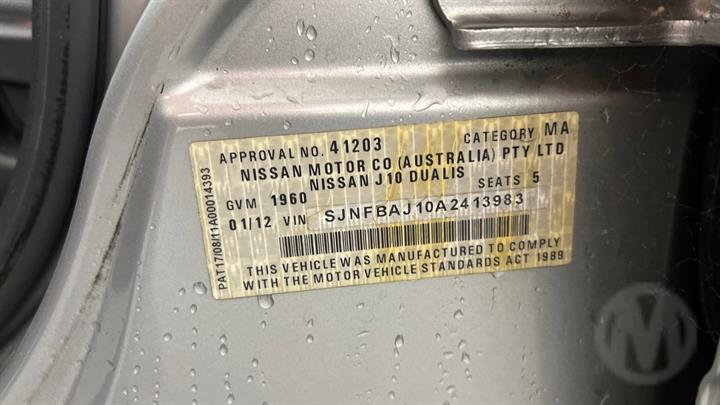 APPROVAL NO. 41203 CATEGORY MA
NISSAN MOTOR CO (AUSTRALIA) PTY LTD
NISSAN J10 DUALIS
GVM 1960 SEATS 5
01/12 VIN SJNFBAJ10A2413983
THIS VEHICLE WAS MANUFACTURED TO COMPLY
WITH THE MOTOR VEHICLE STANDARDS ACT 1989
PAT17/08/11A00014393
M